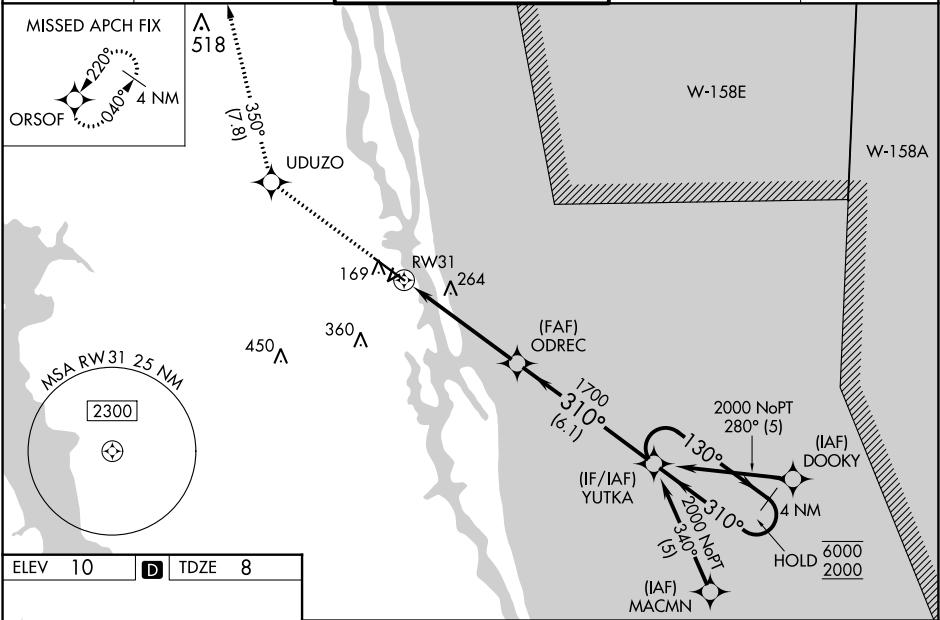 MISSED APCH FIX
220°
040°
4 NM
ORSOF
518
350°
(7.8)
UDUZO
W-158E
W-158A
169
RW31
264
360
450
(FAF)
ODREC
MSA RW31 25 NM
2300
1700
310°
(6.1)
2000 NoPT
280° (5)
(IAF)
DOOKY
130°
(IF/IAF)
YUTKA
310°
4 NM
2000 NoPT
340°
(5)
HOLD
6000
2000
(IAF)
MACMN
ELEV 10 D TDZE 8